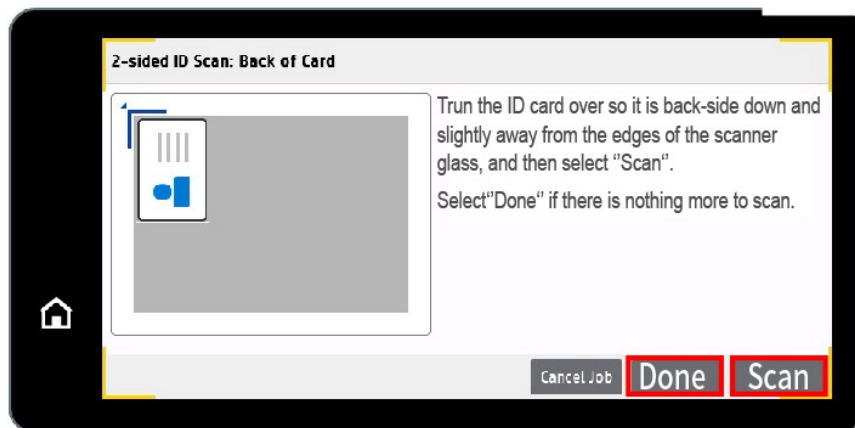 2-sided ID Scan: Back of Card
Trun the ID card over so it is back-side down and
slightly away from the edges of the scanner
glass, and then select ‘’Scan‘’.
Select‘’Done‘’ if there is nothing more to scan.
Cancel Job Done Scan